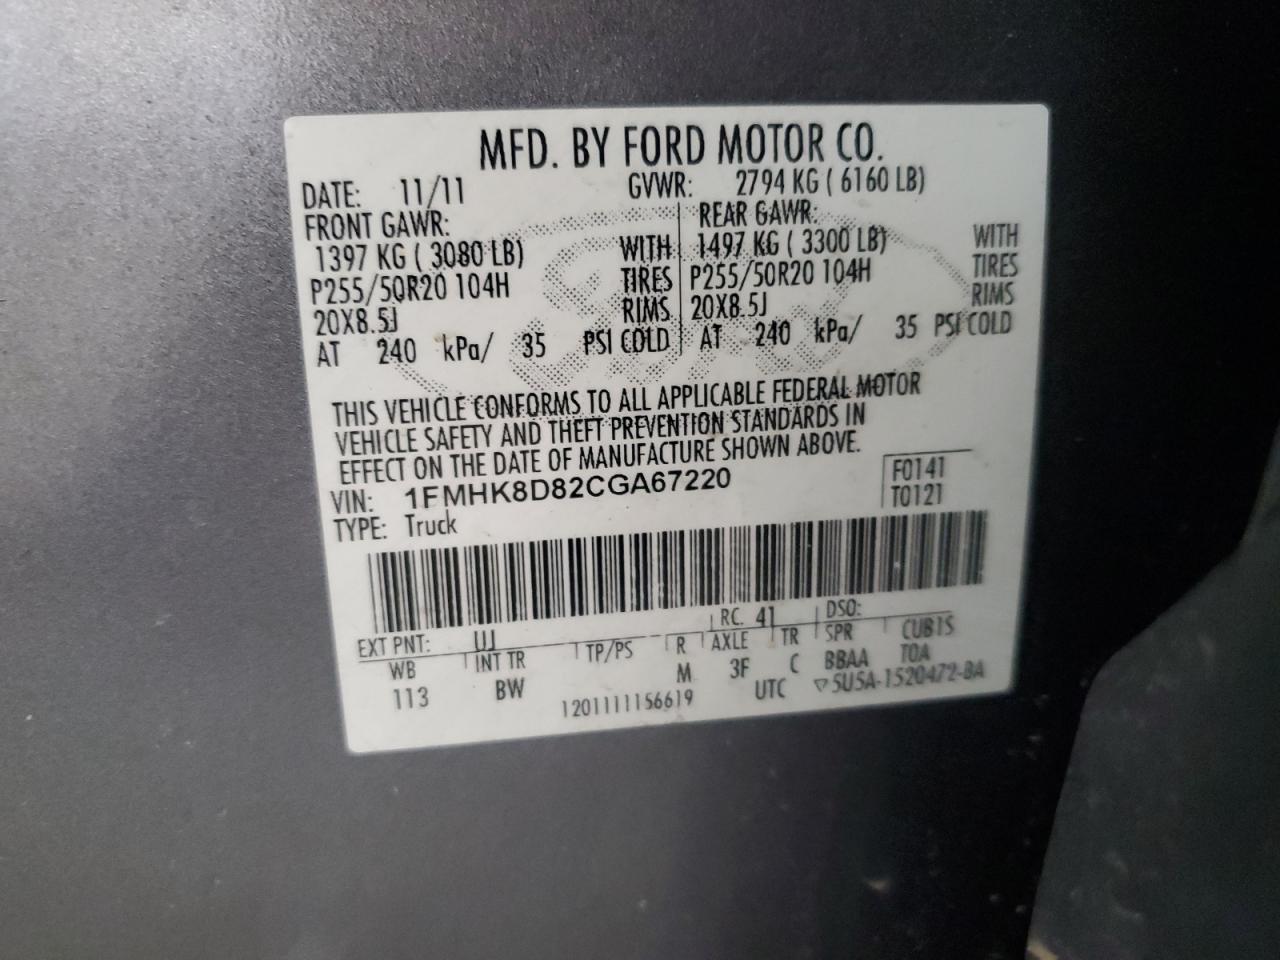 MFD. BY FORD MOTOR CO.
DATE: 11/11 GVWR: 2794 KG ( 6160 LB)
FRONT GAWR: REAR GAWR:
1397 KG ( 3080 LB) WITH 1497 KG ( 3300 LB) WITH
P255/50R20 104H TIRES P255/50R20 104H TIRES
20X8.5J RIMS 20X8.5J RIMS
AT 240 kPa/ 35 PSI COLD AT 240 kPa/ 35 PSI COLD
THIS VEHICLE CONFORMS TO ALL APPLICABLE FEDERAL MOTOR
VEHICLE SAFETY AND THEFT PREVENTION STANDARDS IN
EFFECT ON THE DATE OF MANUFACTURE SHOWN ABOVE.
VIN: 1FMHK8D82CGA67220 F0141
TYPE: Truck T0121
EXT PNT: UJ RC. 41 DSO:
WB INT TR TP/PS R AXLE TR SPR CUB1S
113 BW M 3F C BBAA TOA
1201111156619 UTC ▽5U5A-1520472-BA